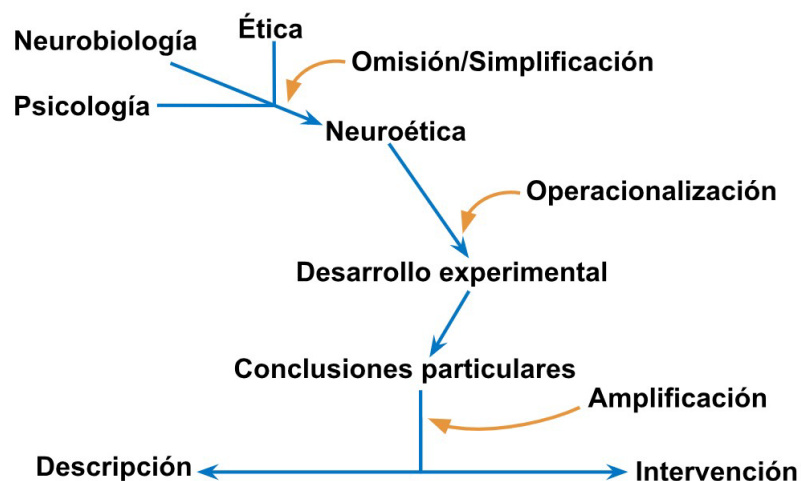 Ética
Neurobiología
Omisión/Simplificación
Psicología
Neuroética
Operacionalización
Desarrollo experimental
Conclusiones particulares
Amplificación
Descripción
Intervención